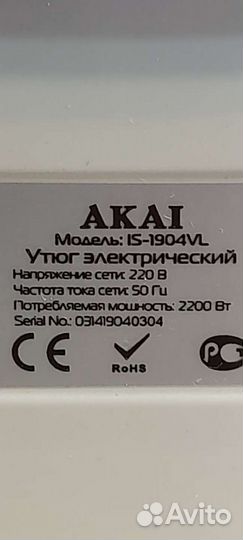 AKAI
Модель: IS-1904VL
Утюг электрический
Напряжение сети: 220 В
Частота тока сети: 50 Гц
Потребляемая мощность: 2200 Вт
Serial No.: 031419040304
CE
RoHS
Avito